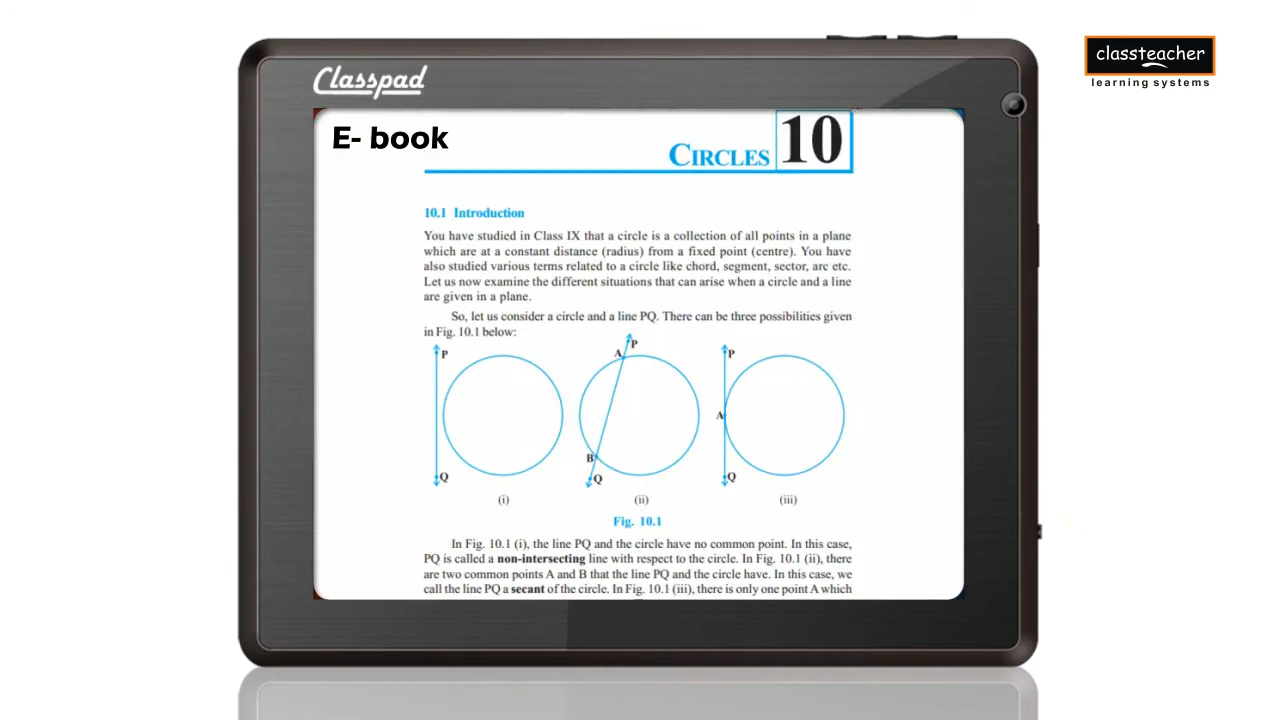 classteacher
learning systems
Classpad
E- book
CIRCLES 10
10.1 Introduction
You have studied in Class IX that a circle is a collection of all points in a plane
which are at a constant distance (radius) from a fixed point (centre). You have
also studied various terms related to a circle like chord, segment, sector, arc etc.
Let us now examine the different situations that can arise when a circle and a line
are given in a plane.
So, let us consider a circle and a line PQ. There can be three possibilities given
in Fig. 10.1 below:
P
A P
P
A
B
Q
Q
Q
(i) (ii) (iii)
Fig. 10.1
In Fig. 10.1 (i), the line PQ and the circle have no common point. In this case,
PQ is called a non-intersecting line with respect to the circle. In Fig. 10.1 (ii), there
are two common points A and B that the line PQ and the circle have. In this case, we
call the line PQ a secant of the circle. In Fig. 10.1 (iii), there is only one point A which